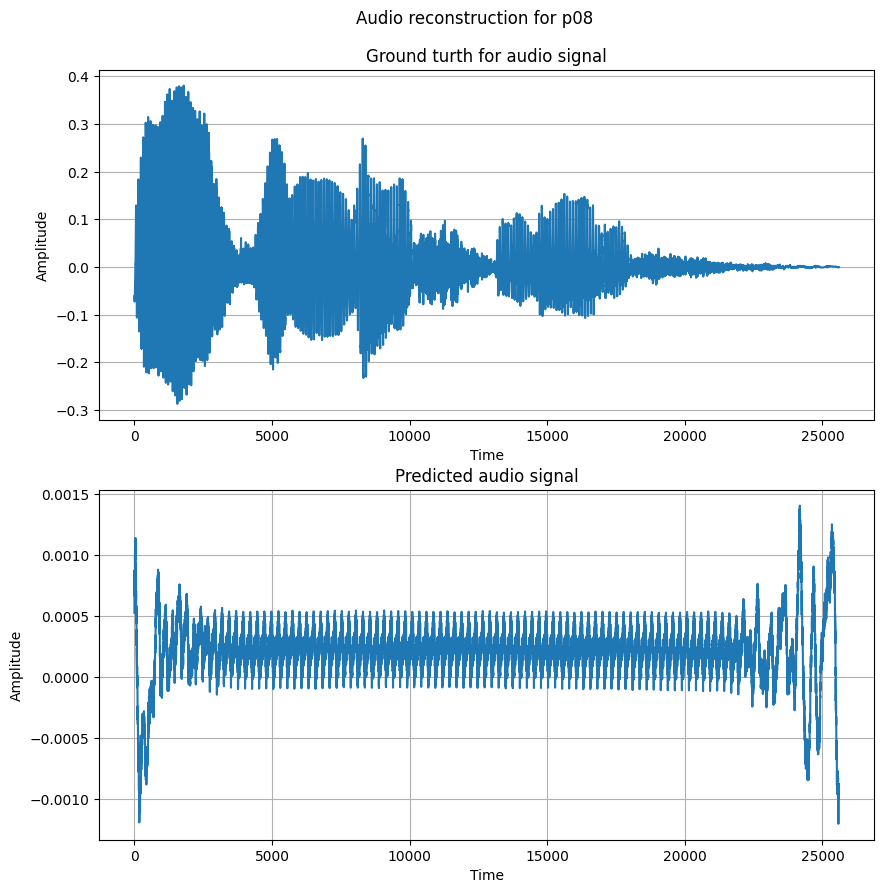 Audio reconstruction for p08
Ground turth for audio signal
0.4
0.3
0.2
0.1
0.0
−0.1
−0.2
−0.3
Amplitude
0 5000 10000 15000 20000 25000
Time
Predicted audio signal
0.0015
0.0010
0.0005
0.0000
−0.0005
−0.0010
Amplitude
0 5000 10000 15000 20000 25000
Time